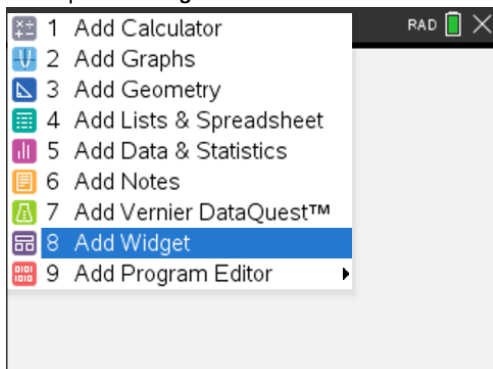 1 Add Calculator
RAD
2 Add Graphs
3 Add Geometry
4 Add Lists & Spreadsheet
5 Add Data & Statistics
6 Add Notes
7 Add Vernier DataQuest™
8 Add Widget
9 Add Program Editor